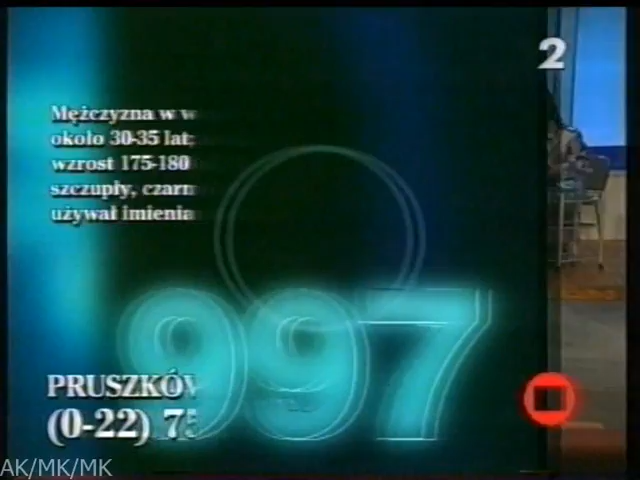 2
Mężczyzna w w
około 30-35 lat;
wzrost 175-180
szczupły, czarn
używał imienia
997
PRUSZKÓW
(0-22) 75
AK/MK/MK